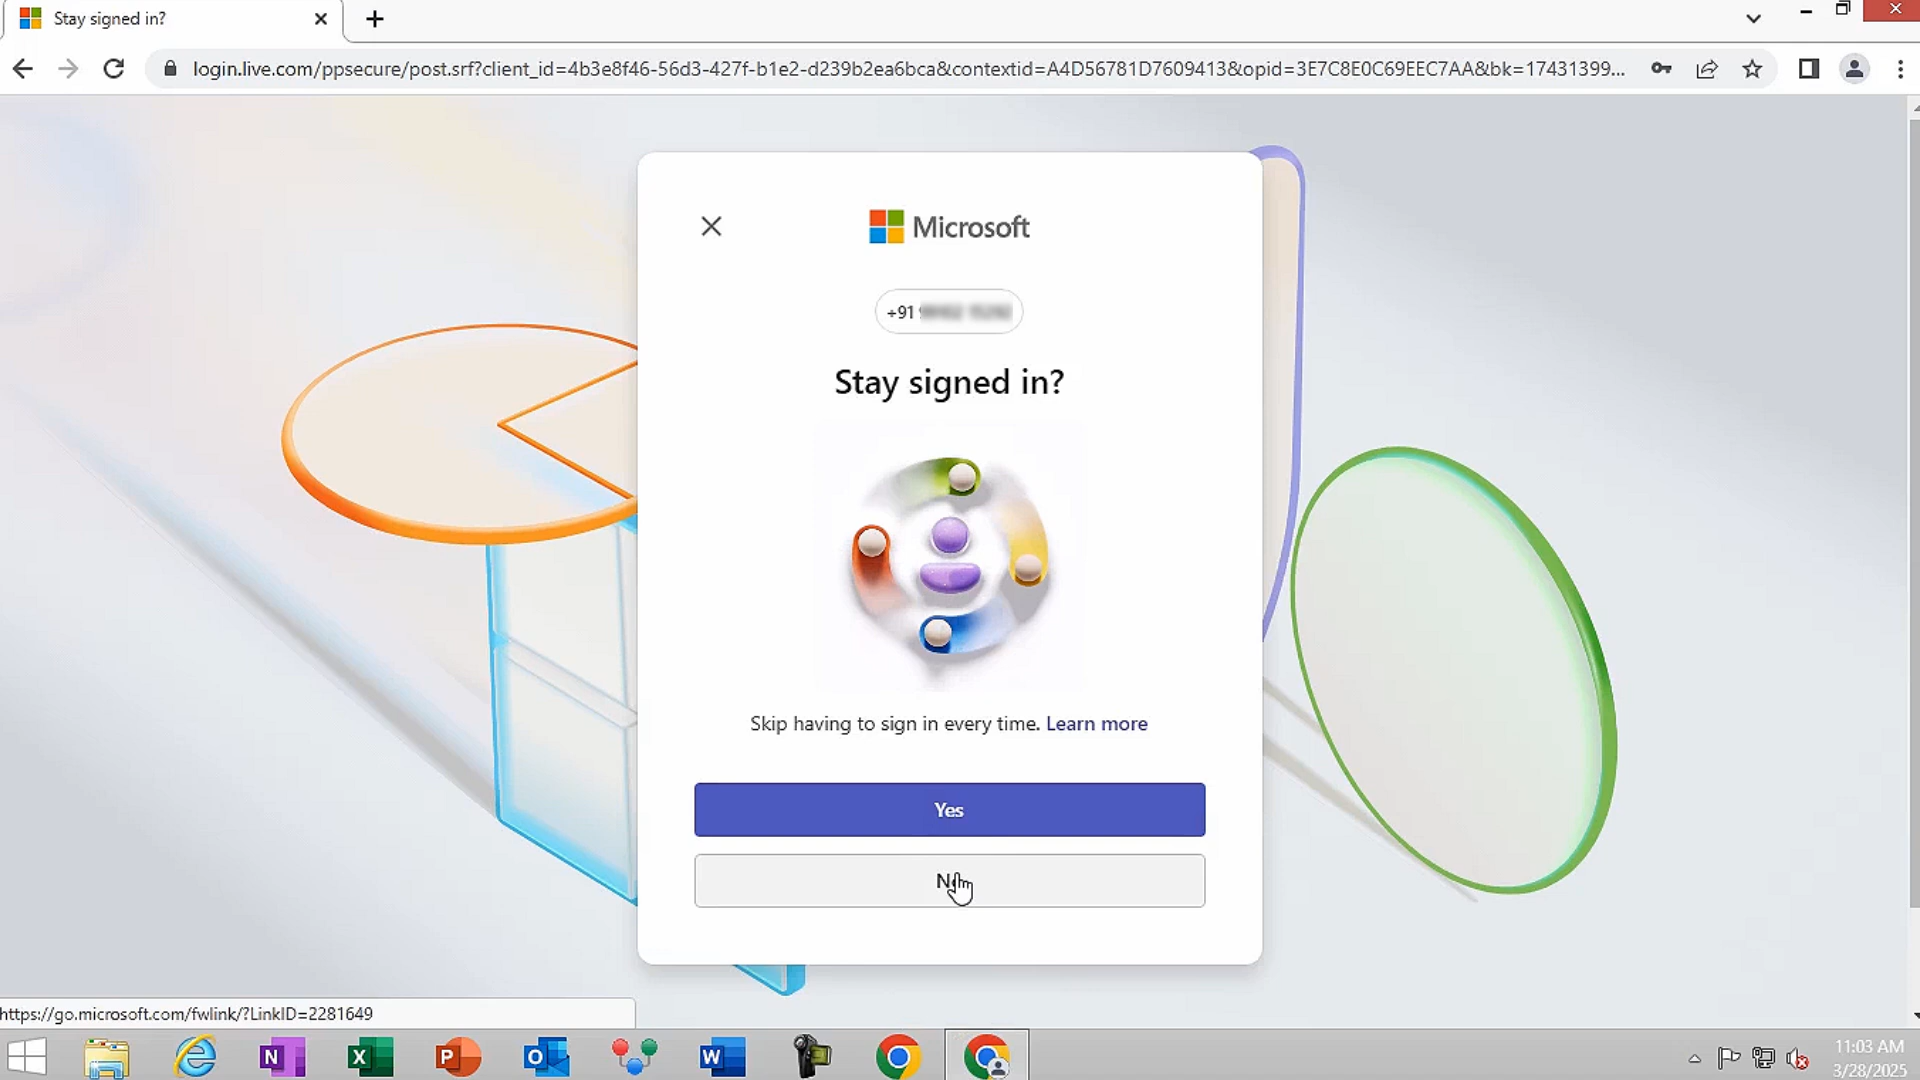 Stay signed in?
login.live.com/ppsecure/post.srf?client_id=4b3e8f46-56d3-427f-b1e2-d239b2ea6bca&contextid=A4D56781D7609413&opid=3E7C8E0C69EEC7AA&bk=17431399...
Microsoft
+91
Stay signed in?
Skip having to sign in every time. Learn more
Yes
https://go.microsoft.com/fwlink/?LinkID=2281649
N
X
P
O
W
11:03 AM
3/28/2025